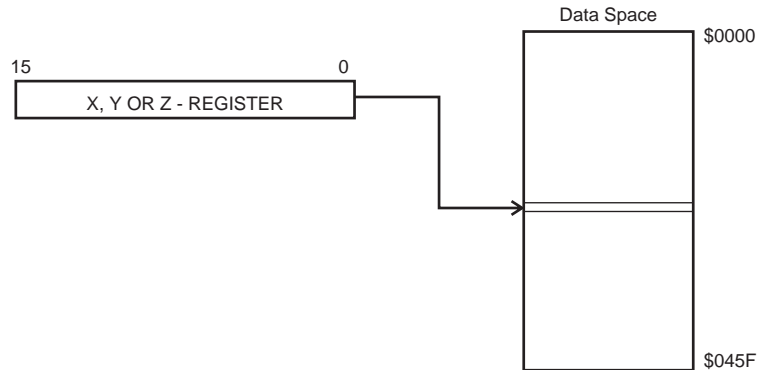 Data Space
$0000
15 0
X, Y OR Z - REGISTER
$045F